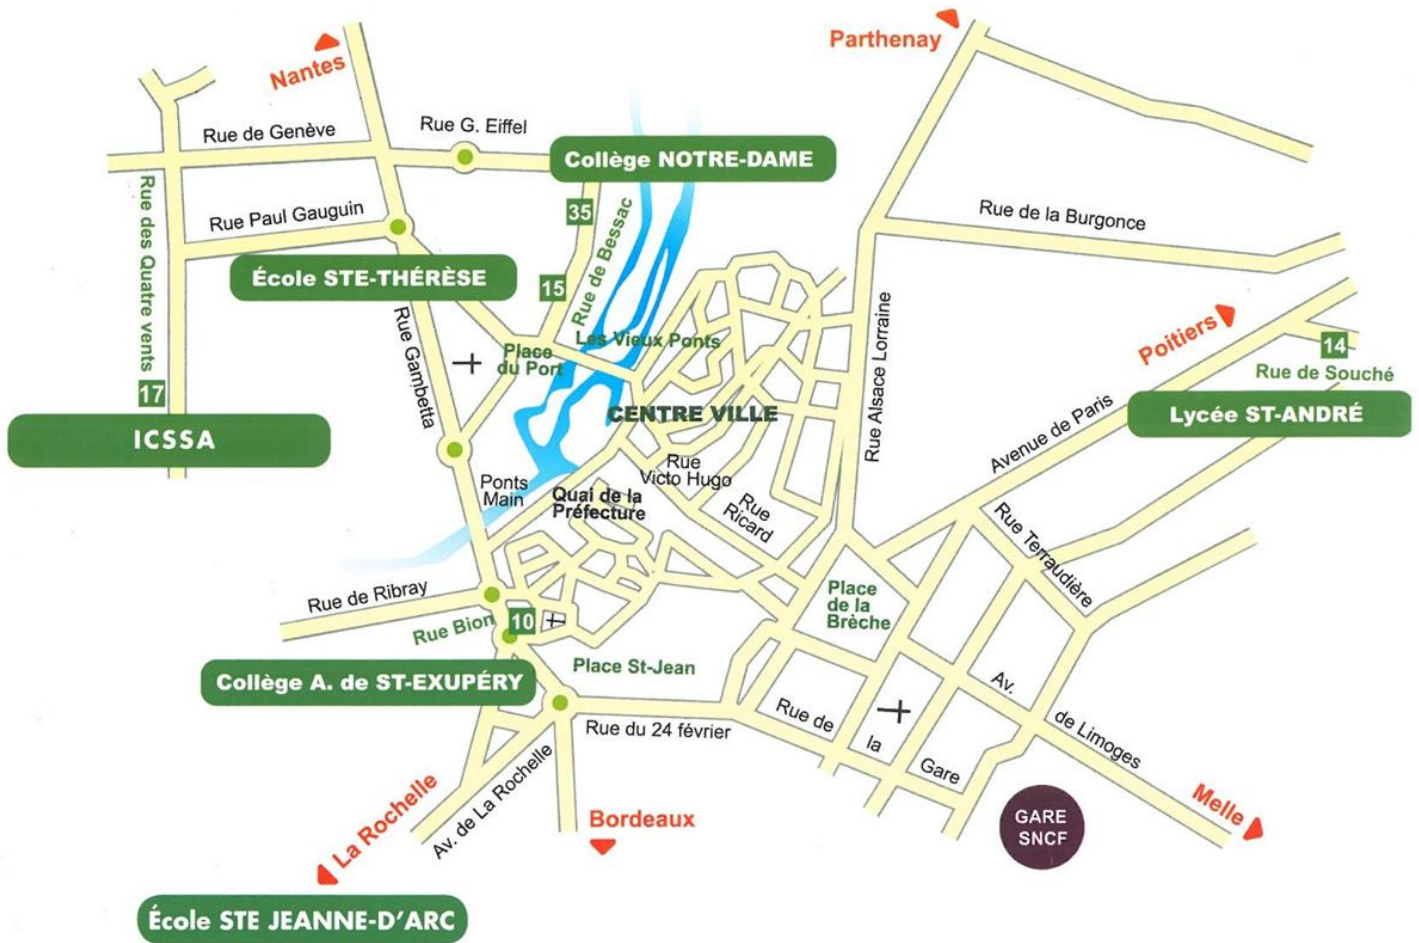 Parthenay
Nantes
Rue G. Eiffel
Rue de Genève
Collège NOTRE-DAME
Rue des Quatre vents
Rue Paul Gauguin
35
Rue de Bessac
Rue de la Burgonce
École STE-THÉRÈSE
15
Rue Gambetta
Les Vieux Ponts
Place
du Port
Rue Alsace Lorraine
Poitiers
14
Rue de Souché
17
ICSSA
CENTRE VILLE
Avenue de Paris
Lycée ST-ANDRÉ
Ponts
Main
Quai de la
Préfecture
Rue
Victo Hugo
Rue
Ricard
Rue Terraudière
Rue de Ribray
Place
de la
Brèche
Rue Bion
10
Place St-Jean
Collège A. de ST-EXUPÉRY
Av.
de Limoges
Rue du 24 février
Rue de
la
Gare
La Rochelle
Av. de La Rochelle
Bordeaux
GARE
SNCF
Melle
École STE JEANNE-D'ARC